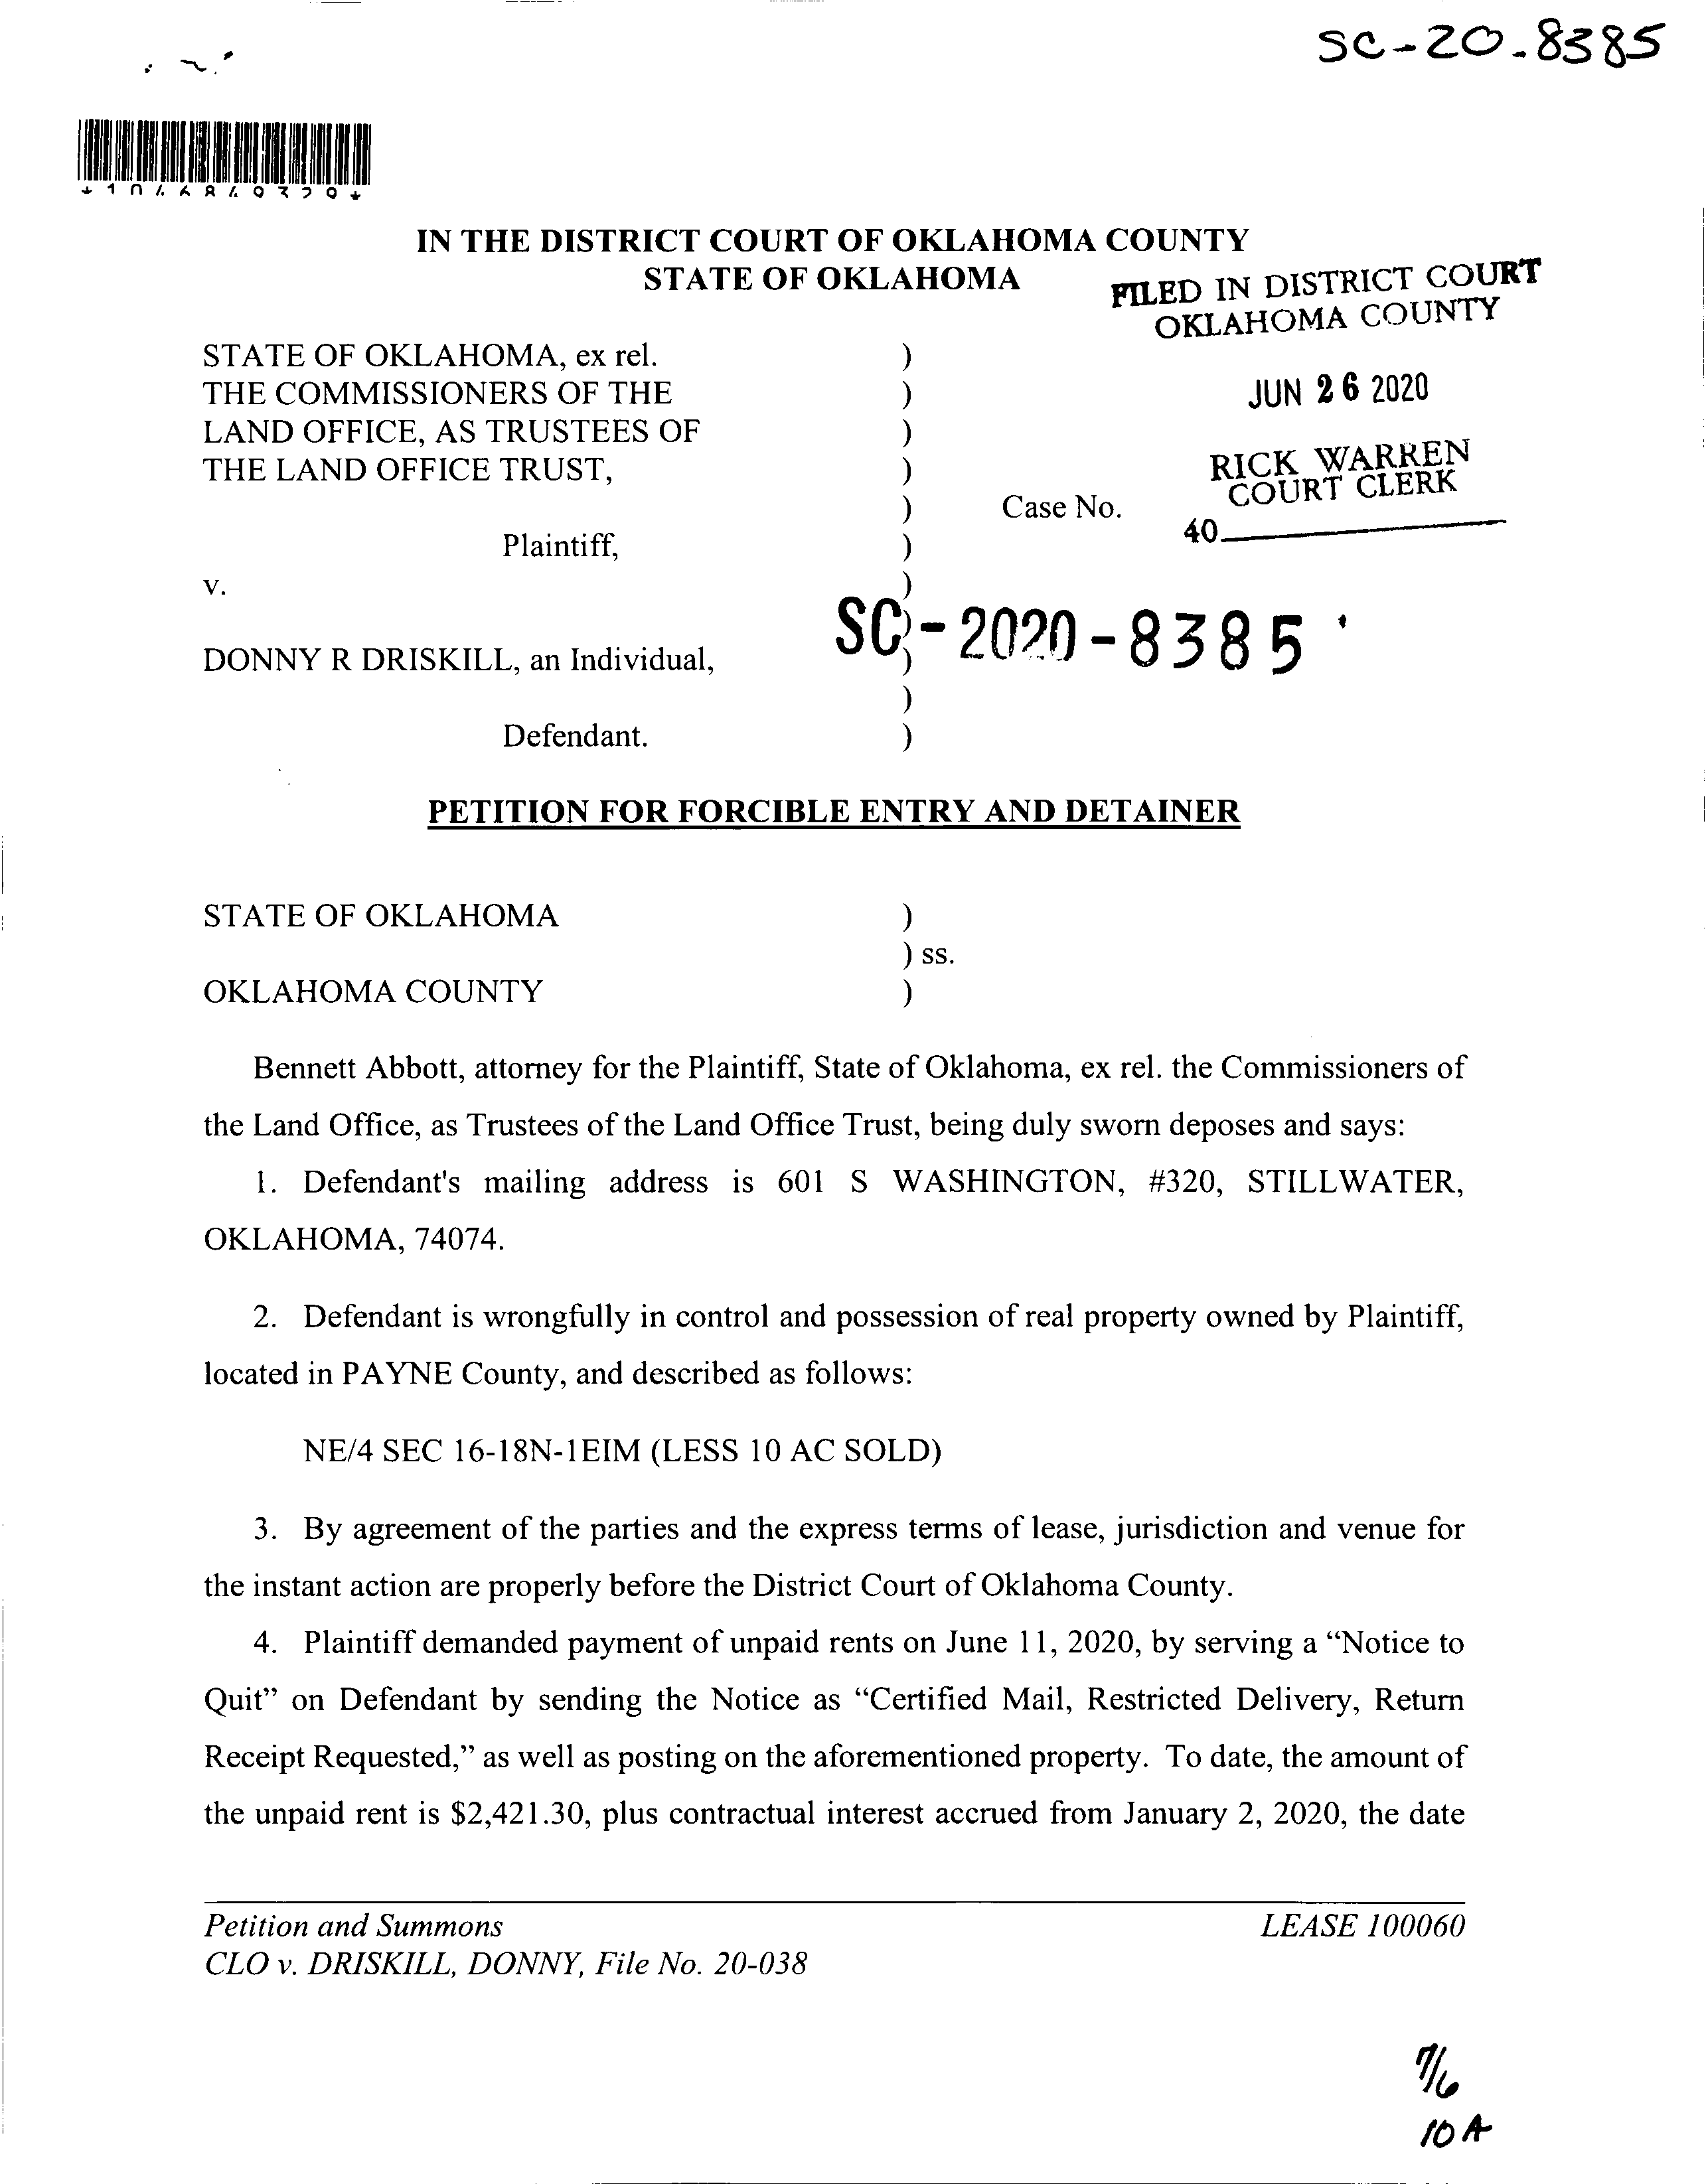 SC-20-8385
IN THE DISTRICT COURT OF OKLAHOMA COUNTY
STATE OF OKLAHOMA
FILED IN DISTRICT COURT
OKLAHOMA COUNTY
STATE OF OKLAHOMA, ex rel. )
THE COMMISSIONERS OF THE ) JUN 26 2020
LAND OFFICE, AS TRUSTEES OF )
THE LAND OFFICE TRUST, ) RICK WARREN
COURT CLERK
) Case No.
40
Plaintiff, )
v. )
SC-2020-8385
)
DONNY R DRISKILL, an Individual, )
)
Defendant. )
PETITION FOR FORCIBLE ENTRY AND DETAINER
STATE OF OKLAHOMA )
) ss.
OKLAHOMA COUNTY )
Bennett Abbott, attorney for the Plaintiff, State of Oklahoma, ex rel. the Commissioners of
the Land Office, as Trustees of the Land Office Trust, being duly sworn deposes and says:
1. Defendant's mailing address is 601 S WASHINGTON, #320, STILLWATER,
OKLAHOMA, 74074.
2. Defendant is wrongfully in control and possession of real property owned by Plaintiff,
located in PAYNE County, and described as follows:
NE/4 SEC 16-18N-1EIM (LESS 10 AC SOLD)
3. By agreement of the parties and the express terms of lease, jurisdiction and venue for
the instant action are properly before the District Court of Oklahoma County.
4. Plaintiff demanded payment of unpaid rents on June 11, 2020, by serving a “Notice to
Quit” on Defendant by sending the Notice as “Certified Mail, Restricted Delivery, Return
Receipt Requested,” as well as posting on the aforementioned property. To date, the amount of
the unpaid rent is $2,421.30, plus contractual interest accrued from January 2, 2020, the date
Petition and Summons LEASE 100060
CLO v. DRISKILL, DONNY, File No. 20-038
7/6
10A